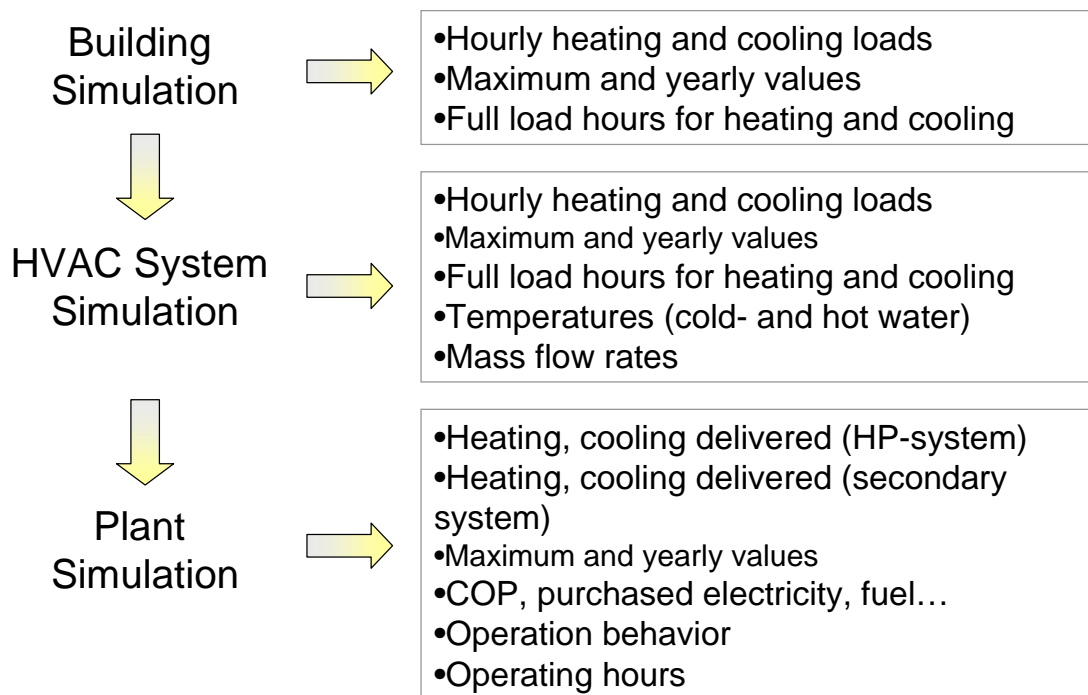 Building
Simulation
•Hourly heating and cooling loads
•Maximum and yearly values
•Full load hours for heating and cooling
HVAC System
Simulation
•Hourly heating and cooling loads
•Maximum and yearly values
•Full load hours for heating and cooling
•Temperatures (cold- and hot water)
•Mass flow rates
Plant
Simulation
•Heating, cooling delivered (HP-system)
•Heating, cooling delivered (secondary
system)
•Maximum and yearly values
•COP, purchased electricity, fuel…
•Operation behavior
•Operating hours